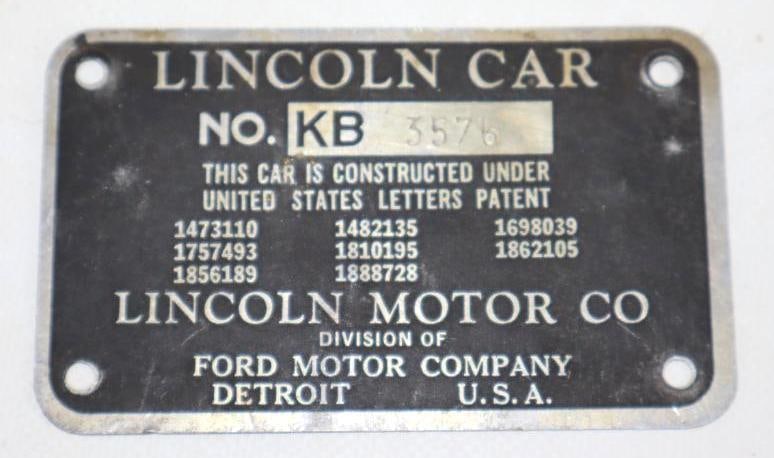 LINCOLN CAR
NO. KB 3576
THIS CAR IS CONSTRUCTED UNDER
UNITED STATES LETTERS PATENT
1473110 1482135 1698039
1757493 1810195 1862105
1856189 1888728
LINCOLN MOTOR CO
DIVISION OF
FORD MOTOR COMPANY
DETROIT U.S.A.